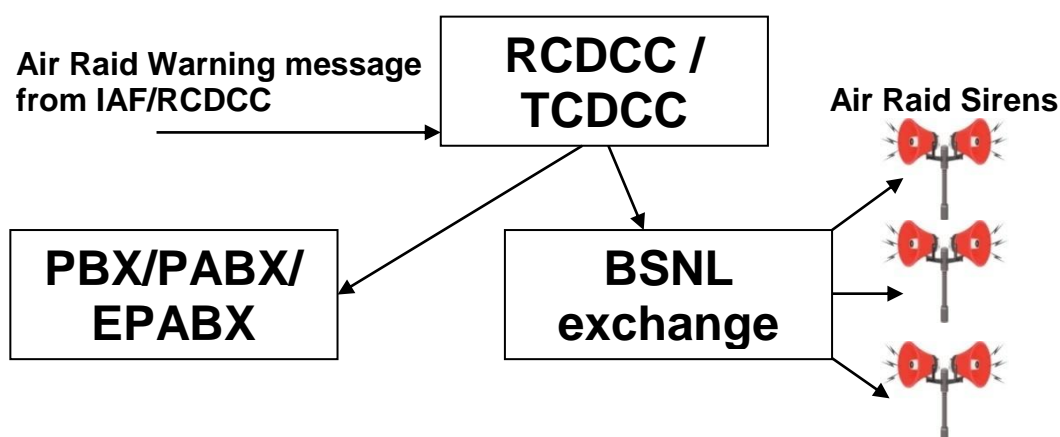 Air Raid Warning message
from IAF/RCDCC
RCDCC /
TCDCC
Air Raid Sirens
PBX/PABX/
EPABX
BSNL
exchange